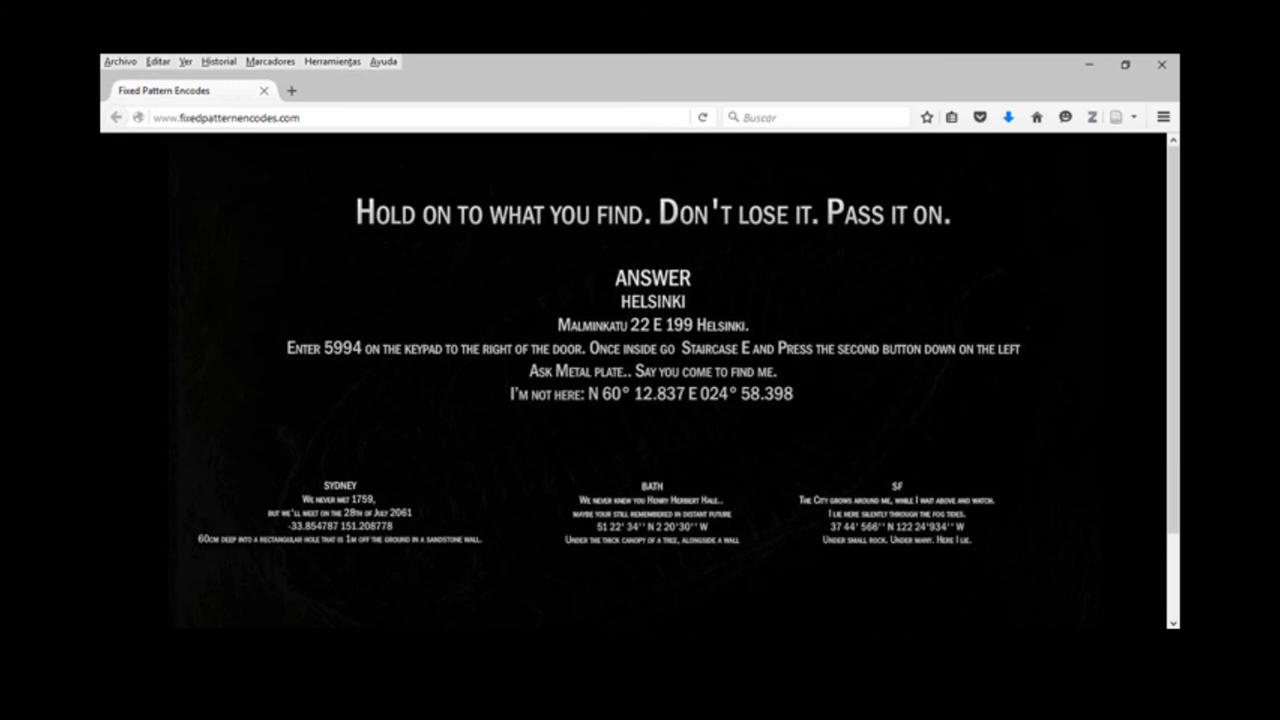 Archivo Editar Ver Historial Marcadores Herramientas Ayuda
Fixed Pattern Encodes
www.fixedpatternencodes.com
Buscar
Hold on to what you find. Don't lose it. Pass it on.
ANSWER
HELSINKI
Malminkatu 22 E 199 Helsinki.
Enter 5994 on the keypad to the right of the door. Once inside go Staircase E and Press the second button down on the left
Ask Metal plate.. Say you come to find me.
I'm not here: N 60° 12.837 E 024° 58.398
SYDNEY
We never met 1759,
but we'll meet on the 28th of July 2061
-33.854787 151.208778
60cm deep into a rectangular hole that is 1m off the ground in a sandstone wall.
BATH
We never knew you Henry Herbert Hale..
maybe your still remembered in distant future
51 22' 34'' N 2 20'30'' W
Under the thick canopy of a tree, alongside a wall
SF
The City grows around me, while I wait above and watch.
I lie here silently through the fog tides.
37 44' 566'' N 122 24'934'' W
Under small rock. Under many. Here I lie.